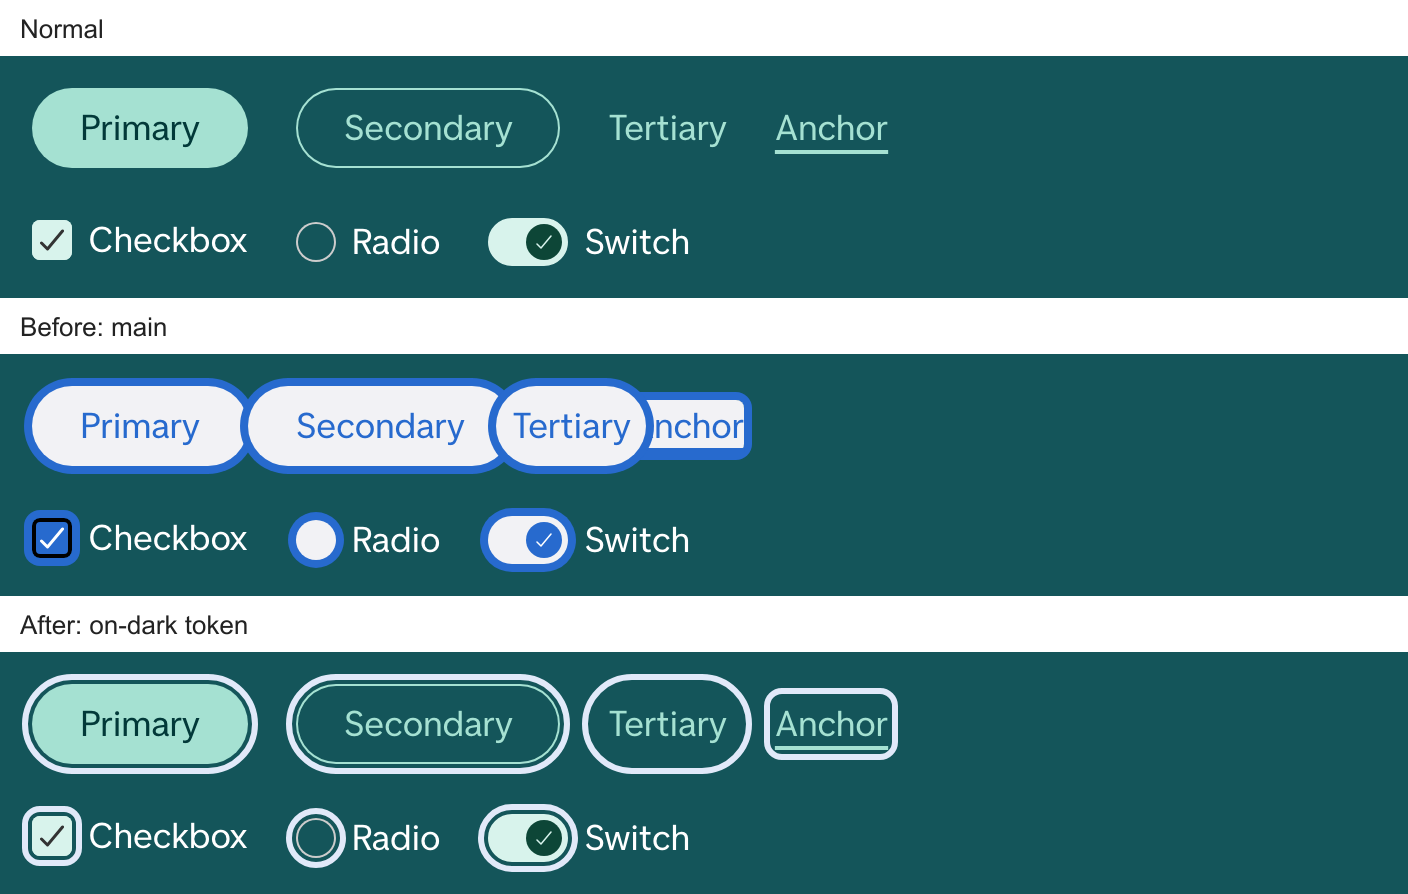 Normal
Primary Secondary Tertiary Anchor
Checkbox Radio Switch
Before: main
Primary Secondary Tertiary nchor
Checkbox Radio Switch
After: on-dark token
Primary Secondary Tertiary Anchor
Checkbox Radio Switch